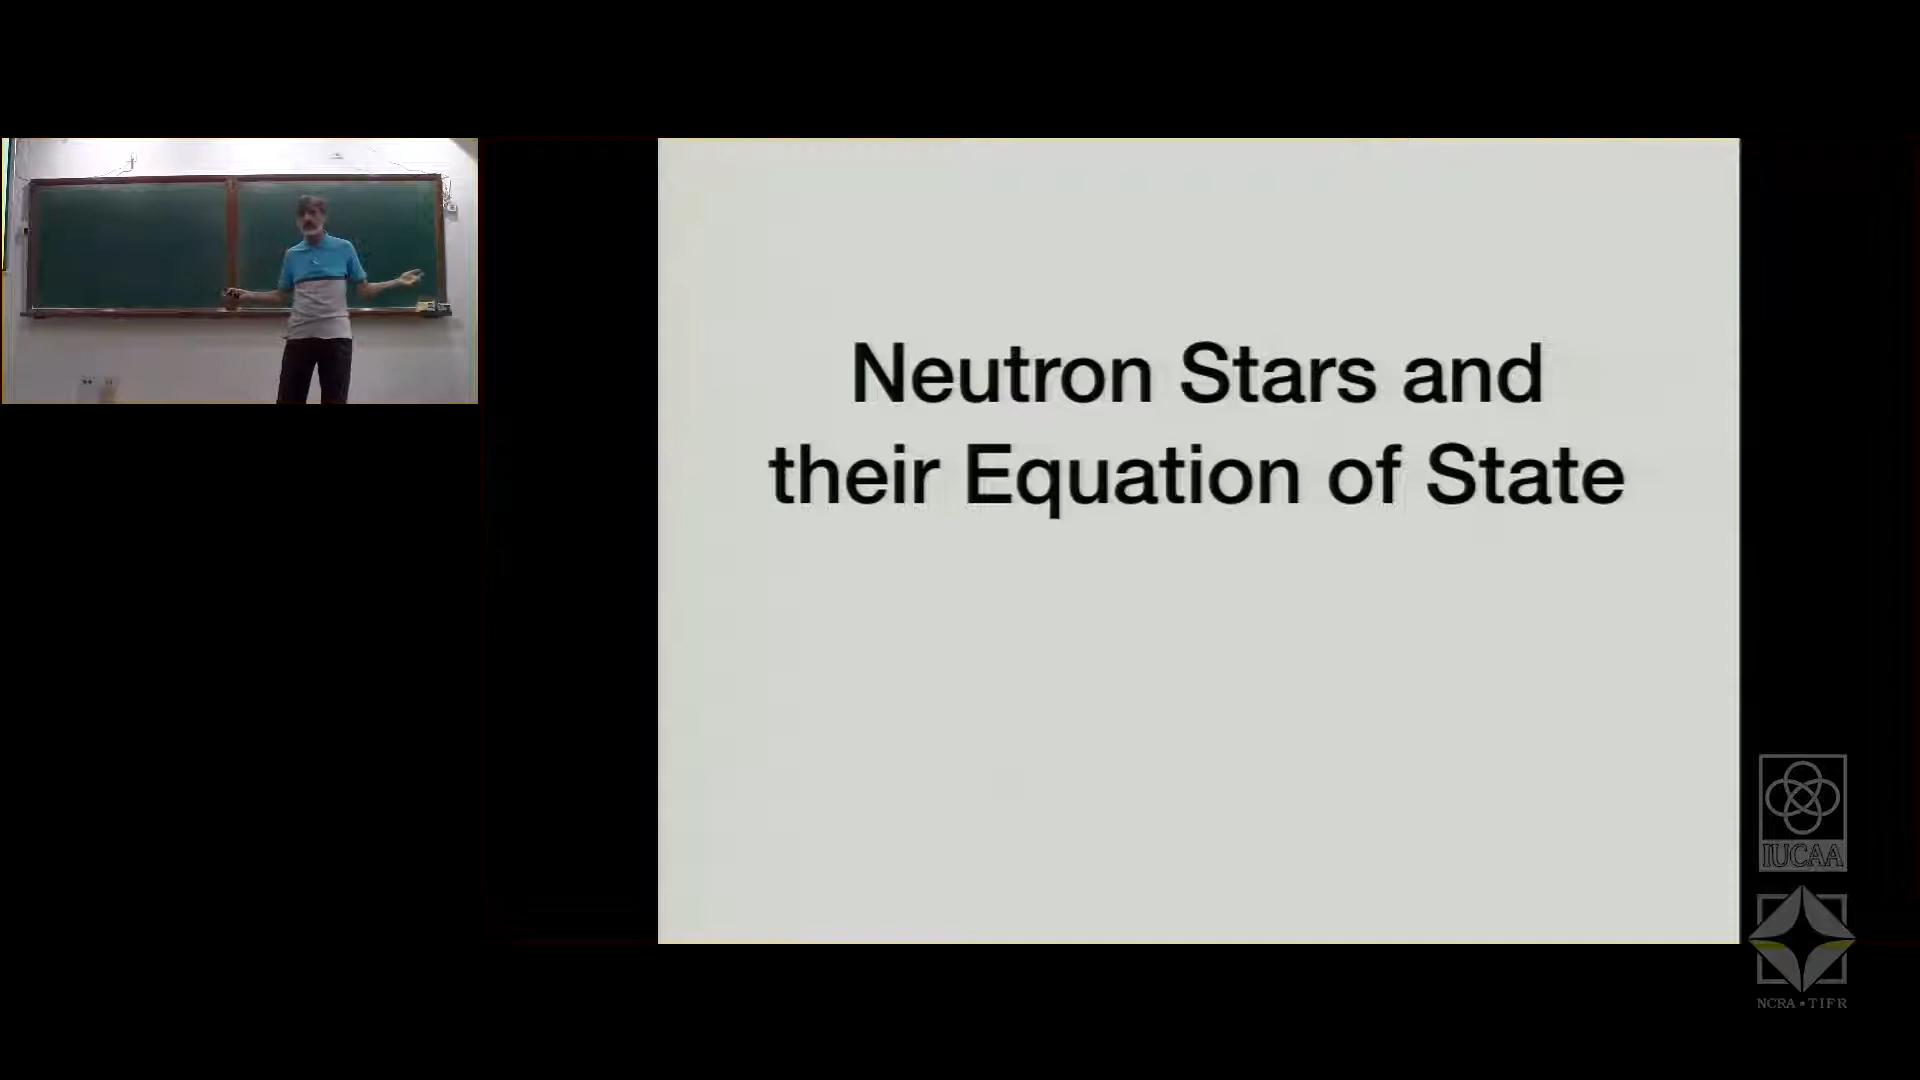 Neutron Stars and
their Equation of State
IUCAA
NCRA • TIFR